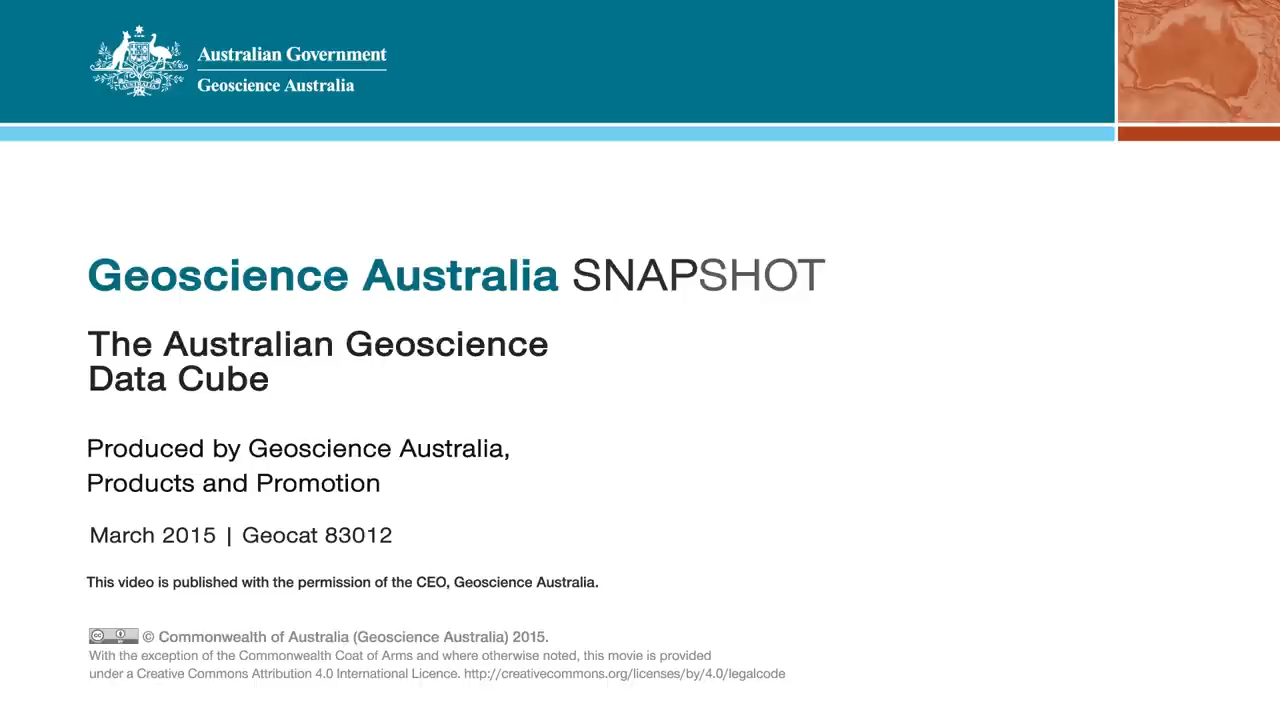 Australian Government
Geoscience Australia
Geoscience Australia SNAPSHOT
The Australian Geoscience
Data Cube
Produced by Geoscience Australia,
Products and Promotion
March 2015 | Geocat 83012
This video is published with the permission of the CEO, Geoscience Australia.
© Commonwealth of Australia (Geoscience Australia) 2015.
With the exception of the Commonwealth Coat of Arms and where otherwise noted, this movie is provided
under a Creative Commons Attribution 4.0 International Licence. http://creativecommons.org/licenses/by/4.0/legalcode